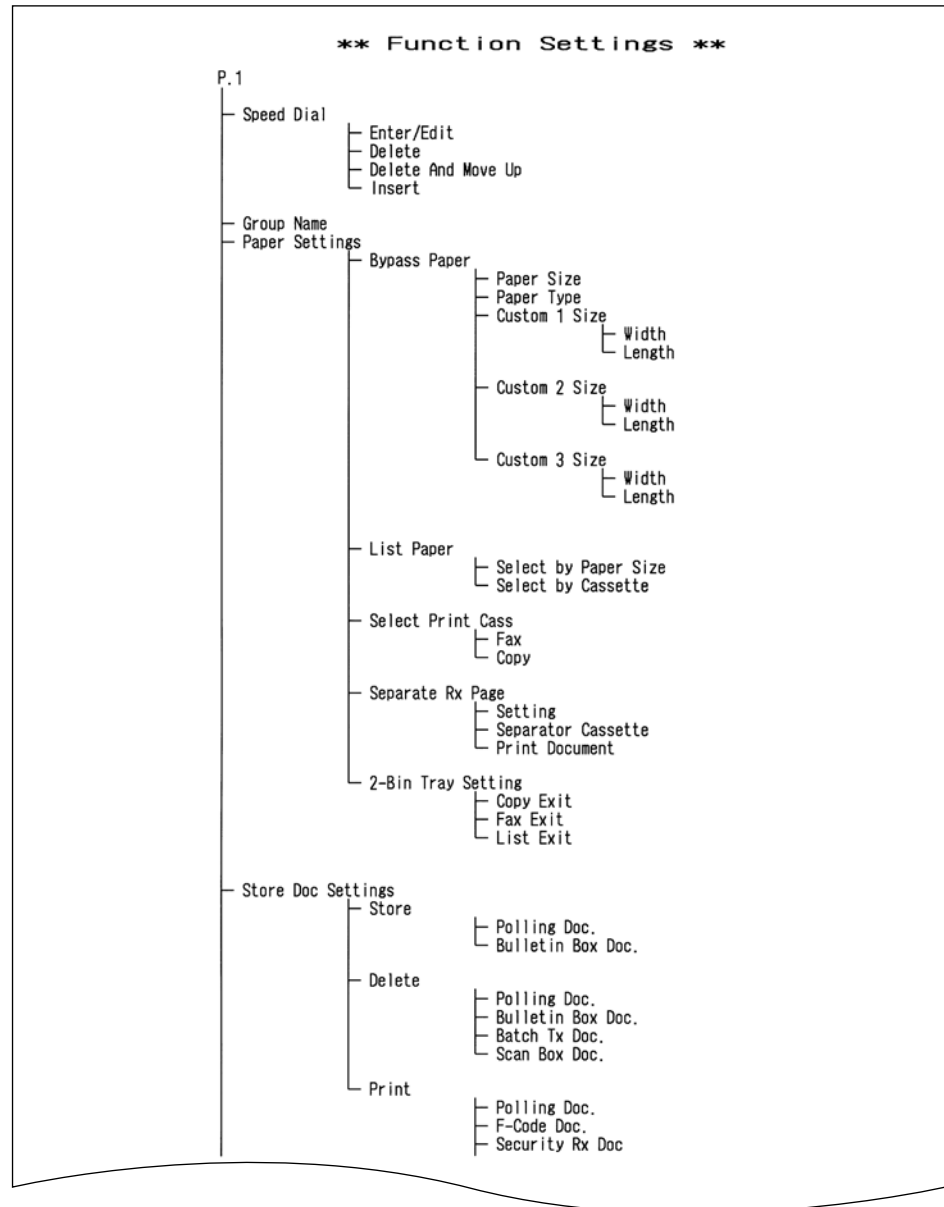 ** Function Settings **
P.1
Speed Dial
Enter/Edit
Delete
Delete And Move Up
Insert
Group Name
Paper Settings
Bypass Paper
Paper Size
Paper Type
Custom 1 Size
Width
Length
Custom 2 Size
Width
Length
Custom 3 Size
Width
Length
List Paper
Select by Paper Size
Select by Cassette
Select Print Cass
Fax
Copy
Separate Rx Page
Setting
Separator Cassette
Print Document
2-Bin Tray Setting
Copy Exit
Fax Exit
List Exit
Store Doc Settings
Store
Polling Doc.
Bulletin Box Doc.
Delete
Polling Doc.
Bulletin Box Doc.
Batch Tx Doc.
Scan Box Doc.
Print
Polling Doc.
F-Code Doc.
Security Rx Doc